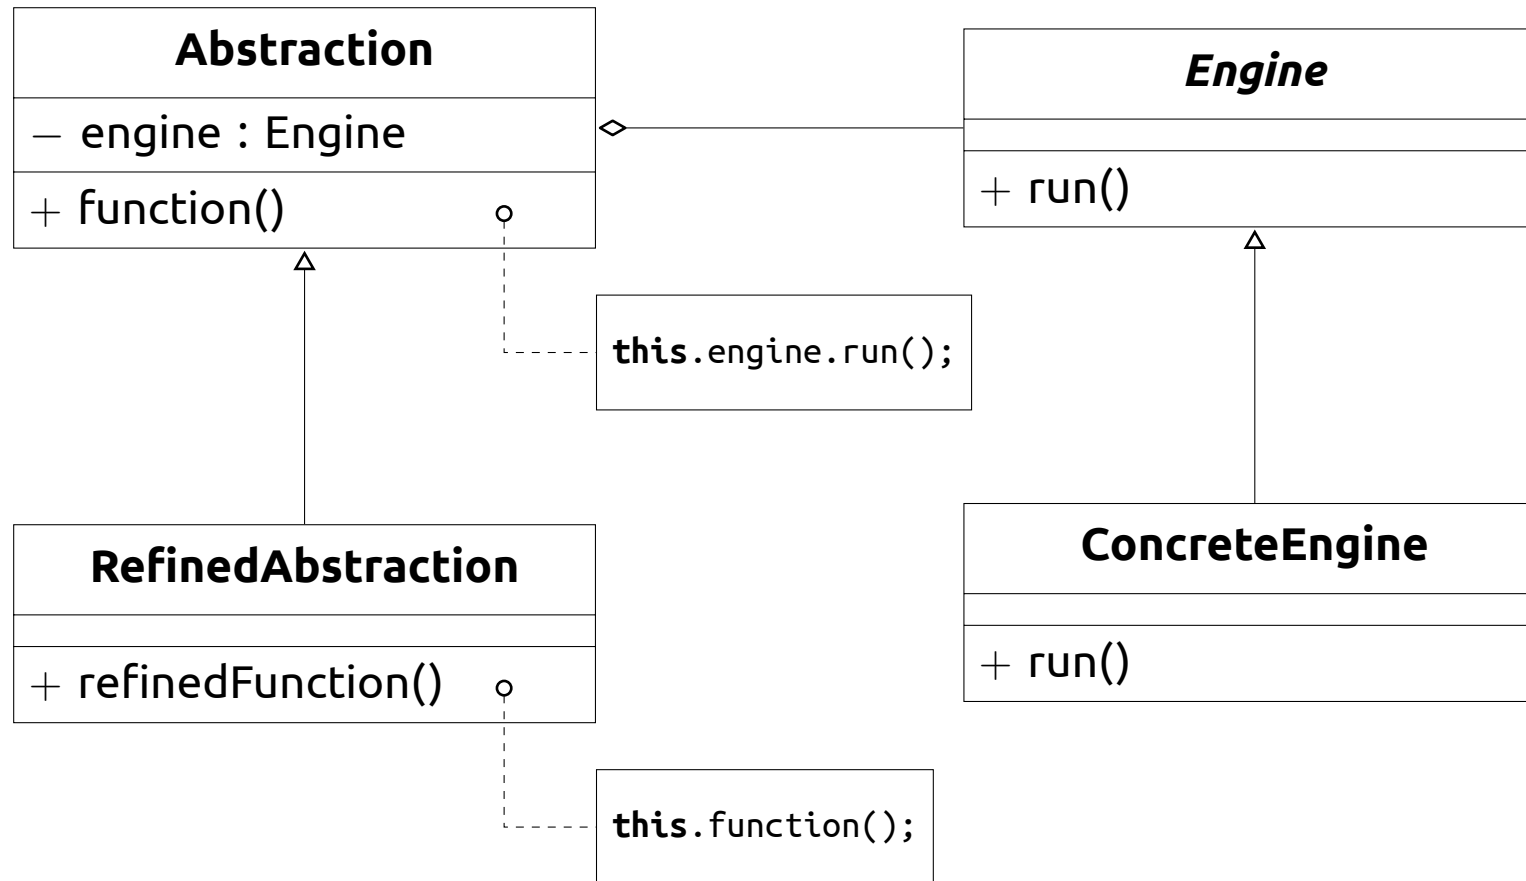 Abstraction
− engine : Engine
+ function()
Engine
+ run()
this.engine.run();
RefinedAbstraction
+ refinedFunction()
ConcreteEngine
+ run()
this.function();